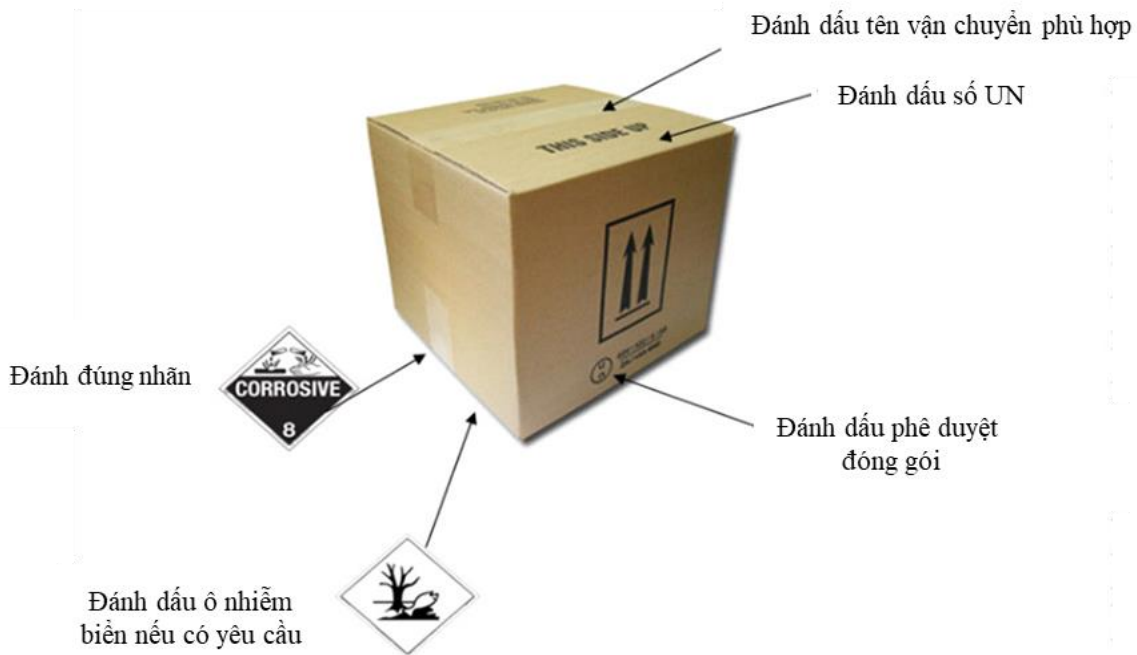 Đánh dấu tên vận chuyển phù hợp
Đánh dấu số UN
THIS SIDE UP
Đánh đúng nhãn
CORROSIVE
8
Đánh dấu phê duyệt
đóng gói
Đánh dấu ô nhiễm
biển nếu có yêu cầu